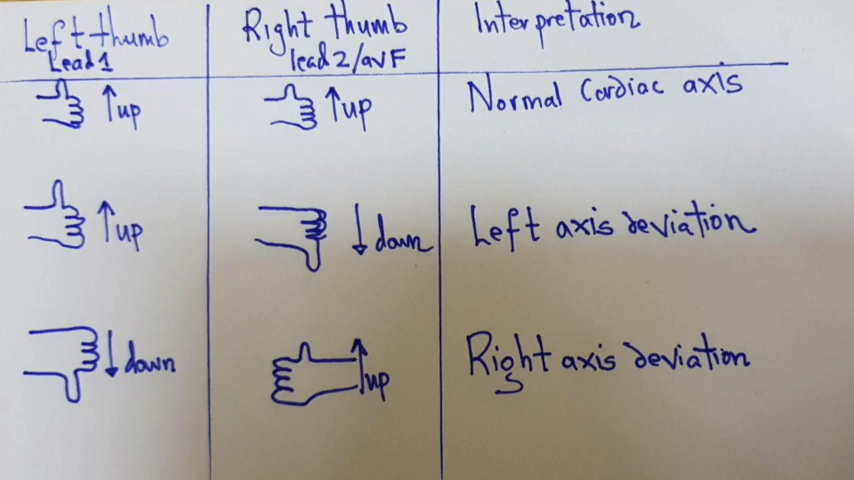 Left thumb Right thumb Interpretation
Lead 1 lead 2/avF
↑up ↑up Normal Cardiac axis
↑up ↓down Left axis deviation
↓down ↑up Right axis deviation